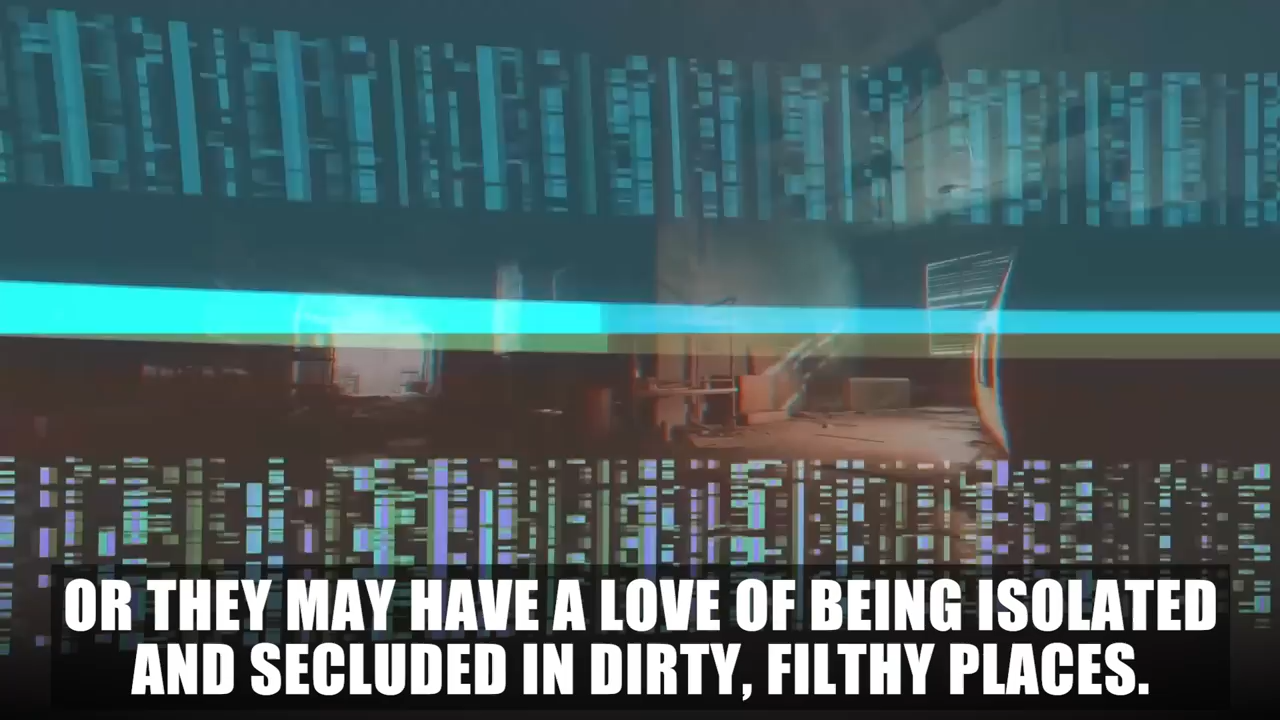 OR THEY MAY HAVE A LOVE OF BEING ISOLATED
AND SECLUDED IN DIRTY, FILTHY PLACES.